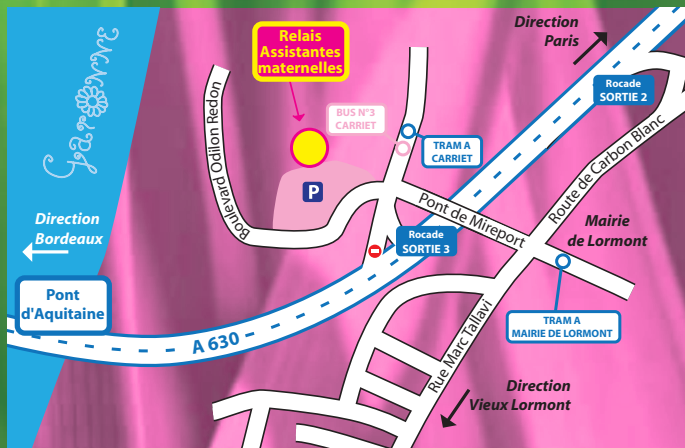 Garonne
Direction
Paris
Relais
Assistantes
maternelles
Rocade
SORTIE 2
Boulevard Odilon Redon
BUS N°3
CARRIET
TRAM A
CARRIET
P
Route de Carbon Blanc
Pont de Mireport
Mairie
de Lormont
Direction
Bordeaux
Rocade
SORTIE 3
Pont
d'Aquitaine
A 630
TRAM A
MAIRIE DE LORMONT
Rue Marc Tallavi
Direction
Vieux Lormont